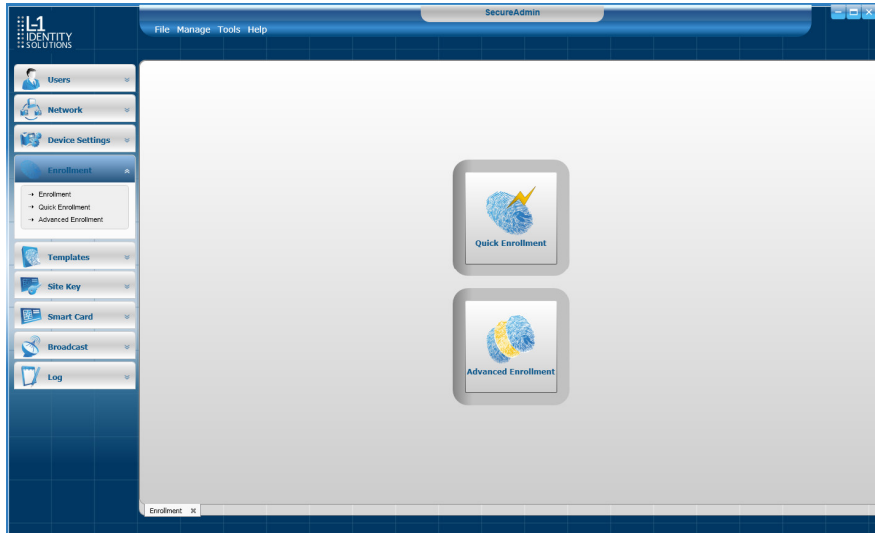 SecureAdmin
L-1
IDENTITY
SOLUTIONS
File Manage Tools Help
Users
Network
Device Settings
Enrollment
Enrollment
Quick Enrollment
Advanced Enrollment
Templates
Site Key
Smart Card
Broadcast
Log
Quick Enrollment
Advanced Enrollment
Enrollment